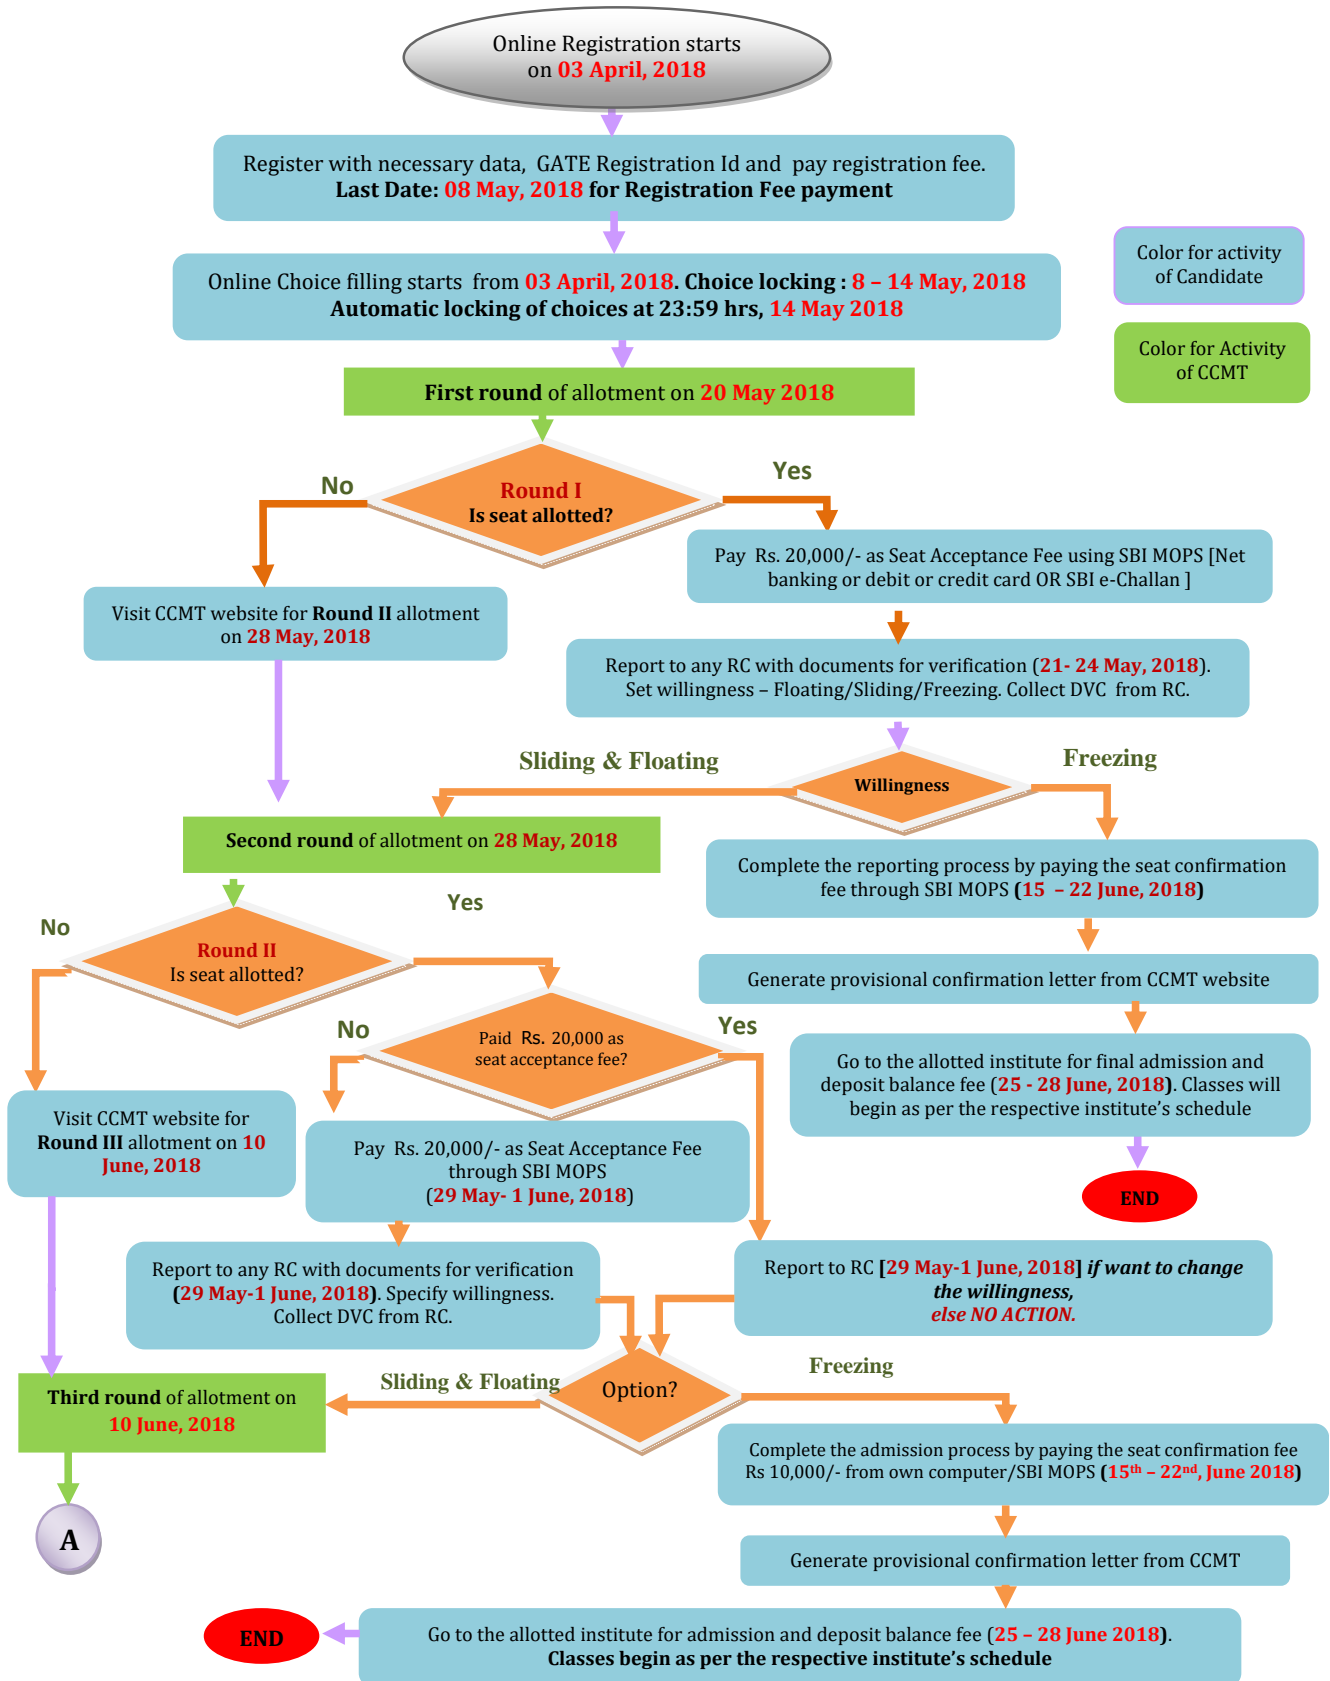 Online Registration starts
on 03 April, 2018
Register with necessary data, GATE Registration Id and pay registration fee.
Last Date: 08 May, 2018 for Registration Fee payment
Online Choice filling starts from 03 April, 2018. Choice locking : 8 – 14 May, 2018
Automatic locking of choices at 23:59 hrs, 14 May 2018
Color for activity
of Candidate
Color for Activity
of CCMT
First round of allotment on 20 May 2018
No
Yes
Round I
Is seat allotted?
Pay Rs. 20,000/- as Seat Acceptance Fee using SBI MOPS [Net
banking or debit or credit card OR SBI e-Challan ]
Visit CCMT website for Round II allotment
on 28 May, 2018
Report to any RC with documents for verification (21- 24 May, 2018).
Set willingness – Floating/Sliding/Freezing. Collect DVC from RC.
Sliding & Floating
Freezing
Willingness
Second round of allotment on 28 May, 2018
Complete the reporting process by paying the seat confirmation
fee through SBI MOPS (15 – 22 June, 2018)
No
Yes
Round II
Is seat allotted?
Generate provisional confirmation letter from CCMT website
No
Yes
Paid Rs. 20,000 as
seat acceptance fee?
Go to the allotted institute for final admission and
deposit balance fee (25 - 28 June, 2018). Classes will
begin as per the respective institute's schedule
Visit CCMT website for
Round III allotment on 10
June, 2018
Pay Rs. 20,000/- as Seat Acceptance Fee
through SBI MOPS
(29 May- 1 June, 2018)
END
Report to any RC with documents for verification
(29 May-1 June, 2018). Specify willingness.
Collect DVC from RC.
Report to RC [29 May-1 June, 2018] if want to change
the willingness,
else NO ACTION.
Sliding & Floating
Freezing
Option?
Third round of allotment on
10 June, 2018
Complete the admission process by paying the seat confirmation fee
Rs 10,000/- from own computer/SBI MOPS (15th – 22nd, June 2018)
A
Generate provisional confirmation letter from CCMT
END
Go to the allotted institute for admission and deposit balance fee (25 – 28 June 2018).
Classes begin as per the respective institute's schedule